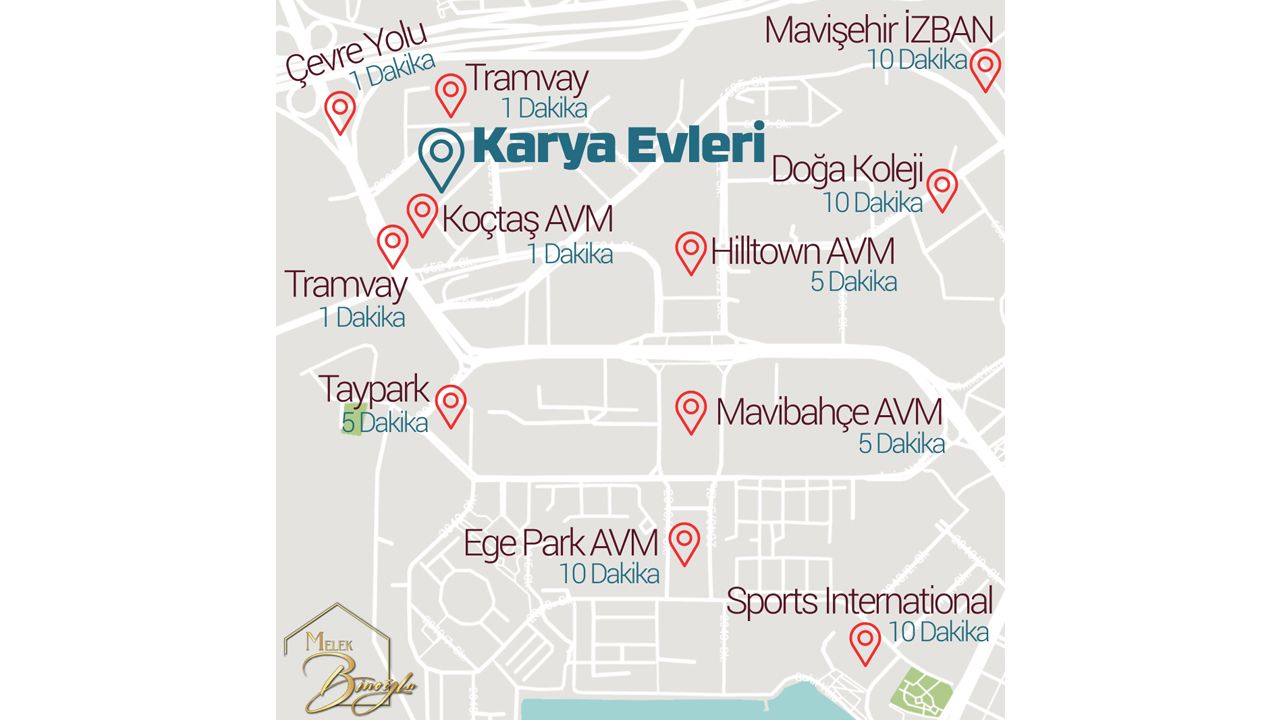 Çevre Yolu
1 Dakika
Mavişehir İZBAN
10 Dakika
Tramvay
1 Dakika
Karya Evleri
Doğa Koleji
10 Dakika
Koçtaş AVM
1 Dakika
Hilltown AVM
5 Dakika
Tramvay
1 Dakika
Taypark
5 Dakika
Mavibahçe AVM
5 Dakika
Ege Park AVM
10 Dakika
Sports International
10 Dakika
MELEK